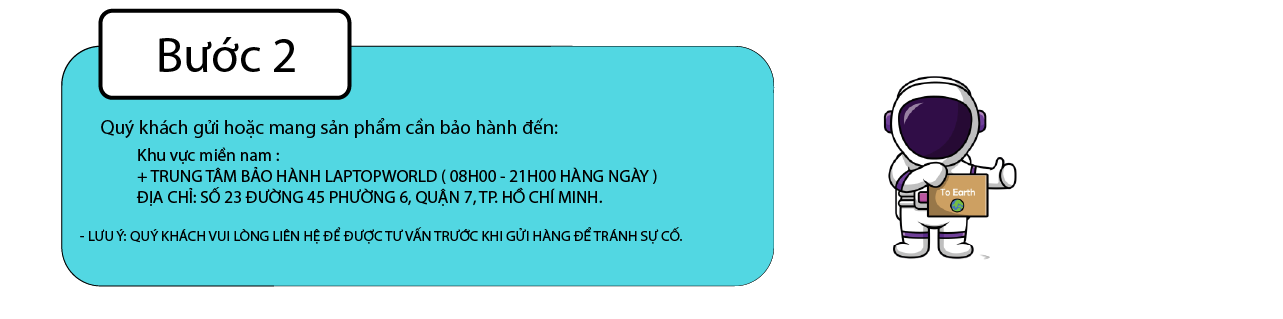 Bước 2
Quý khách gửi hoặc mang sản phẩm cần bảo hành đến:
Khu vực miền nam :
+ TRUNG TÂM BẢO HÀNH LAPTOPWORLD ( 08H00 - 21H00 HÀNG NGÀY )
ĐỊA CHỈ: SỐ 23 ĐƯỜNG 45 PHƯỜNG 6, QUẬN 7, TP. HỒ CHÍ MINH.
- LƯU Ý: QUÝ KHÁCH VUI LÒNG LIÊN HỆ ĐỂ ĐƯỢC TƯ VẤN TRƯỚC KHI GỬI HÀNG ĐỂ TRÁNH SỰ CỐ.
To Earth